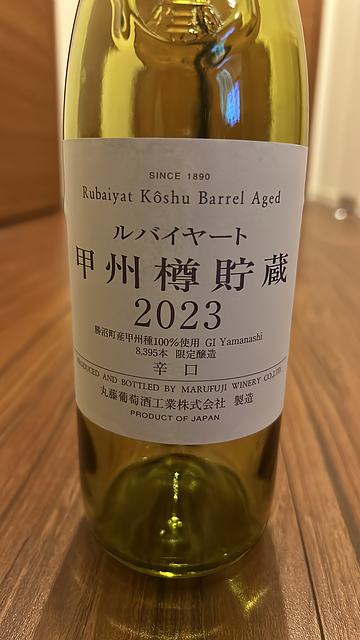 SINCE 1890
Rubaiyat Kôshu Barrel Aged
ルバイヤート
甲州樽貯蔵
2023
勝沼町産甲州種100%使用 GI Yamanashi
8,395本 限定醸造
辛口
PRODUCED AND BOTTLED BY MARUFUJI WINERY CO.,LTD.
丸藤葡萄酒工業株式会社 製造
PRODUCT OF JAPAN